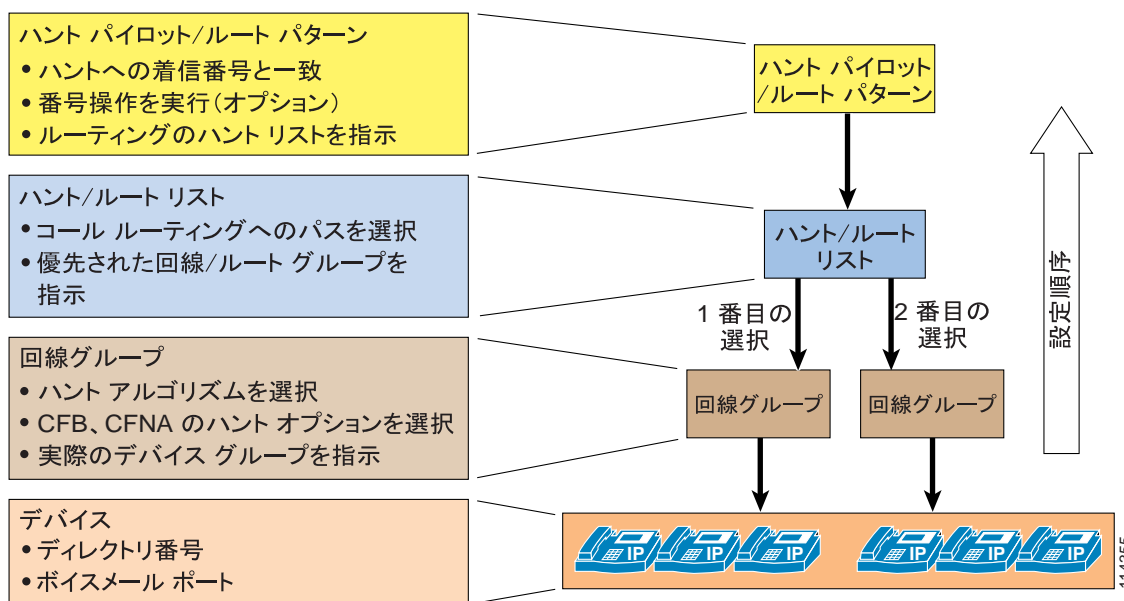 ハント パイロット/ルート パターン
• ハントへの着信番号と一致
• 番号操作を実行(オプション)
• ルーティングのハント リストを指示
ハント/ルート リスト
• コール ルーティングへのパスを選択
• 優先された回線/ルート グループを
指示
回線グループ
• ハント アルゴリズムを選択
• CFB、CFNA のハント オプションを選択
• 実際のデバイス グループを指示
デバイス
• ディレクトリ番号
• ボイスメール ポート
ハント パイロット
/ルート パターン
ハント/ルート
リスト
1 番目の
選択
2 番目の
選択
回線グループ
回線グループ
IP
IP
IP
IP
IP
IP
設定順序